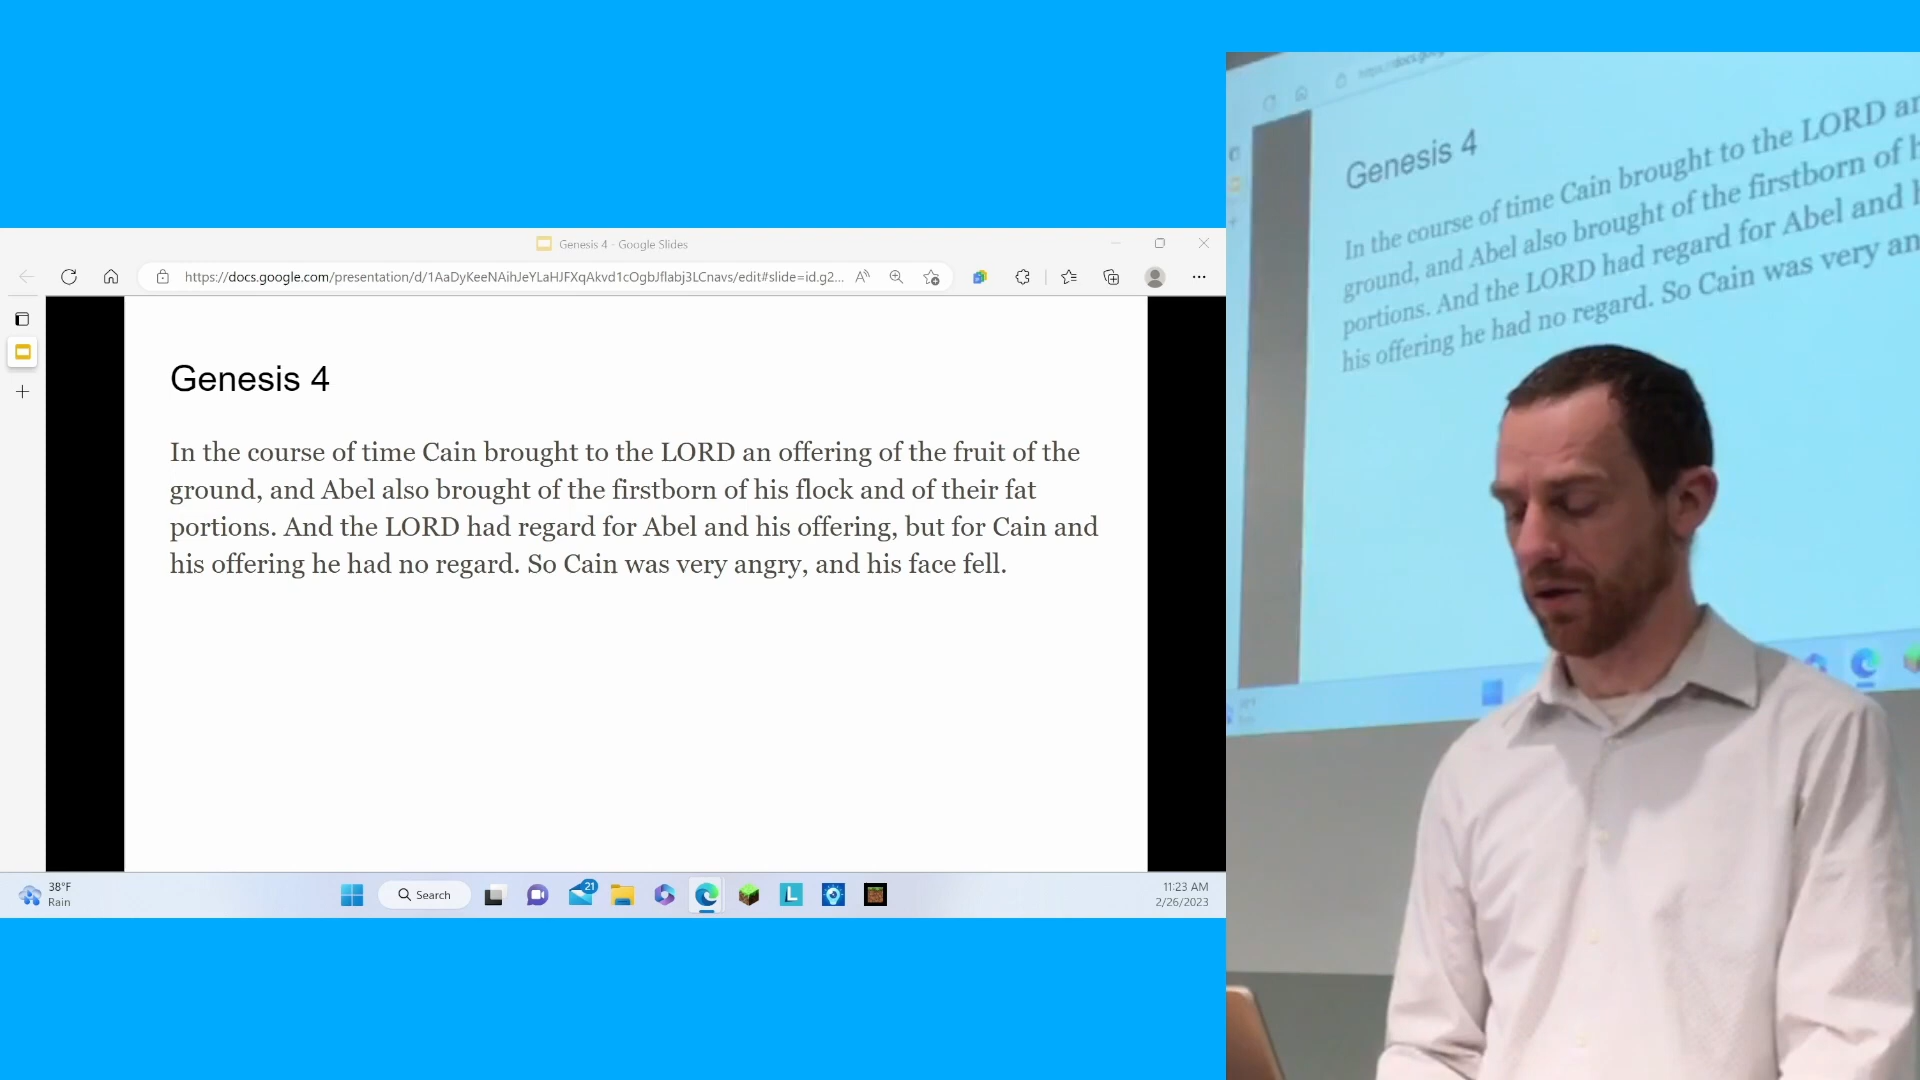 Genesis 4 - Google Slides
https://docs.google.com/presentation/d/1AaDyKeeNAihJeYLaHJFXqAkvd1cOgbJflabj3LCnavs/edit#slide=id.g2...
Genesis 4
In the course of time Cain brought to the LORD an offering of the fruit of the
ground, and Abel also brought of the firstborn of his flock and of their fat
portions. And the LORD had regard for Abel and his offering, but for Cain and
his offering he had no regard. So Cain was very angry, and his face fell.
38°F
Rain
Search
21
L
11:23 AM
2/26/2023
Genesis 4
In the course of time Cain brought to the LORD an
ground, and Abel also brought of the firstborn of h
portions. And the LORD had regard for Abel and h
his offering he had no regard. So Cain was very an